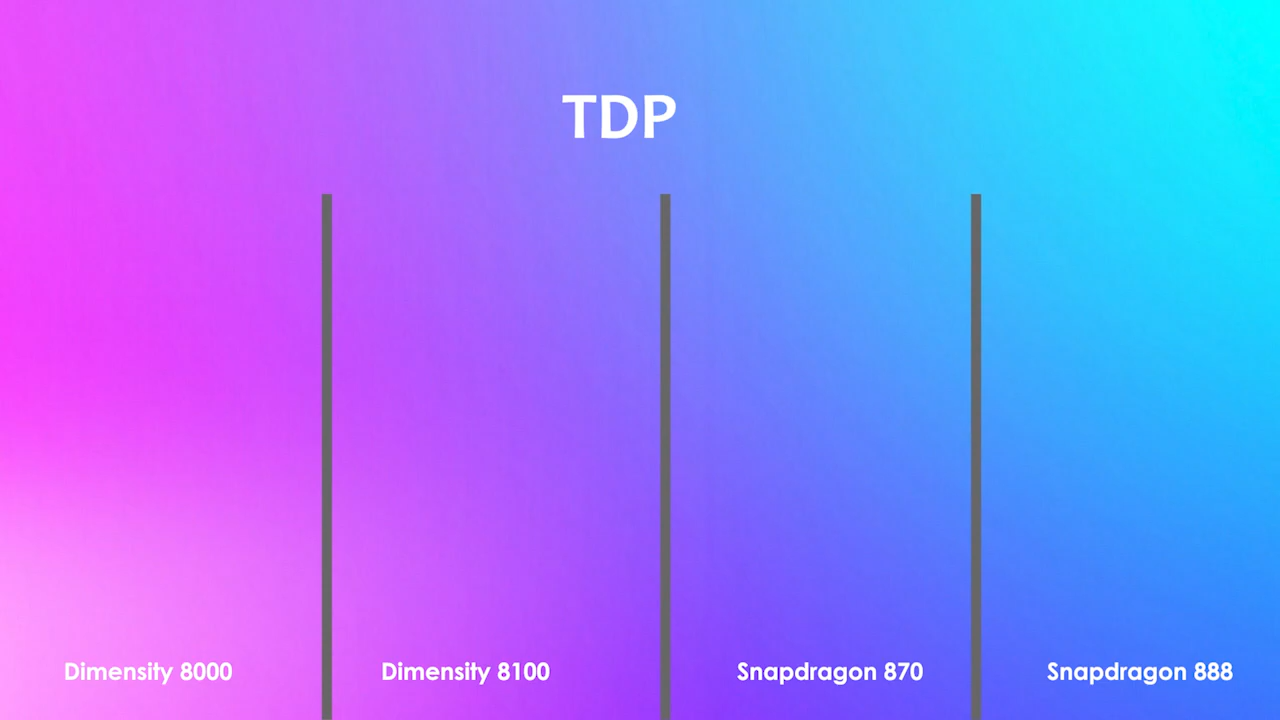 TDP
Dimensity 8000
Dimensity 8100
Snapdragon 870
Snapdragon 888